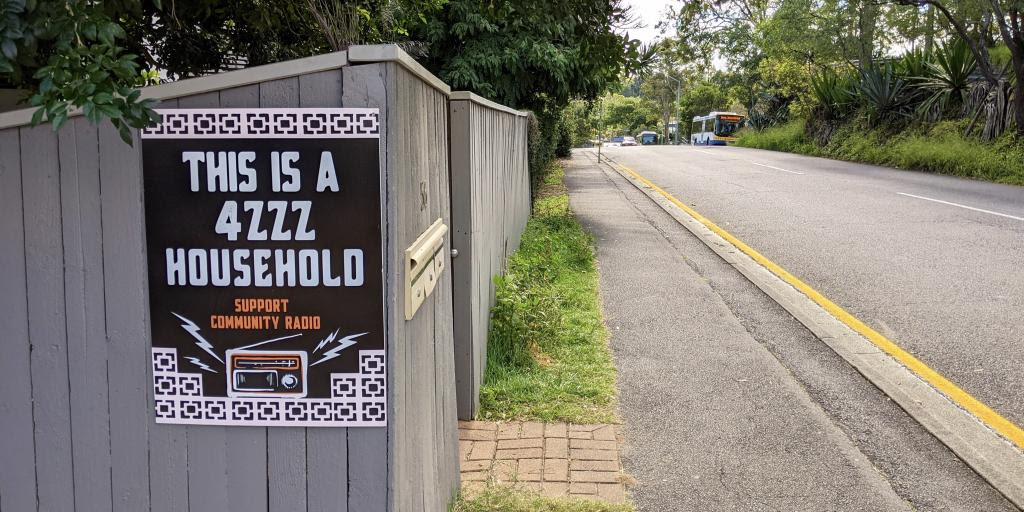 THIS IS A
4ZZZ
HOUSEHOLD
SUPPORT
COMMUNITY RADIO